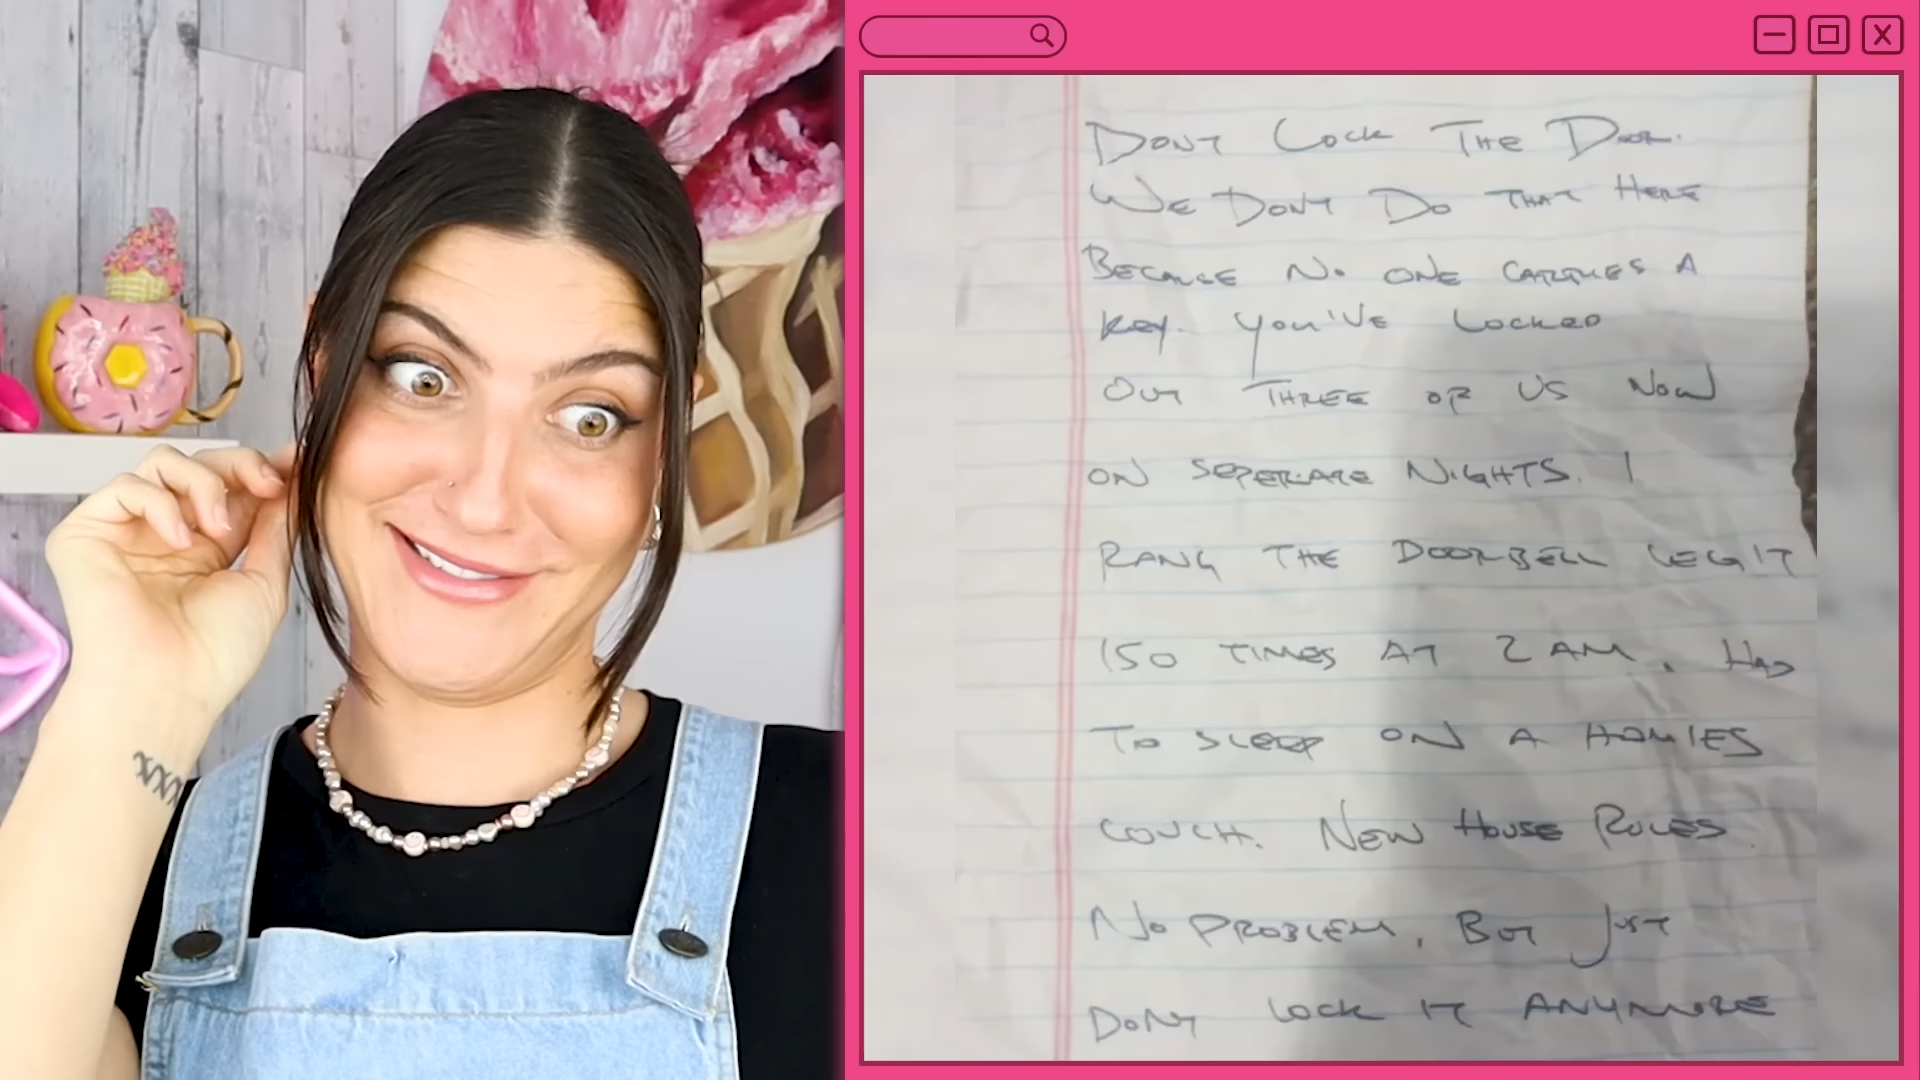 DONT LOCK THE DOOR.
WE DONT DO THAT HERE
BECAUSE NO ONE CARRIES A
KEY. YOU'VE LOCKED
OUT THREE OF US NOW
ON SEPERATE NIGHTS. I
RANG THE DOORBELL LEGIT
150 TIMES AT 2 AM. HAD
TO SLEEP ON A HOMIES
COUCH. NEW HOUSE RULES
NO PROBLEM, BUT JUST
DONT LOCK IT ANYMORE